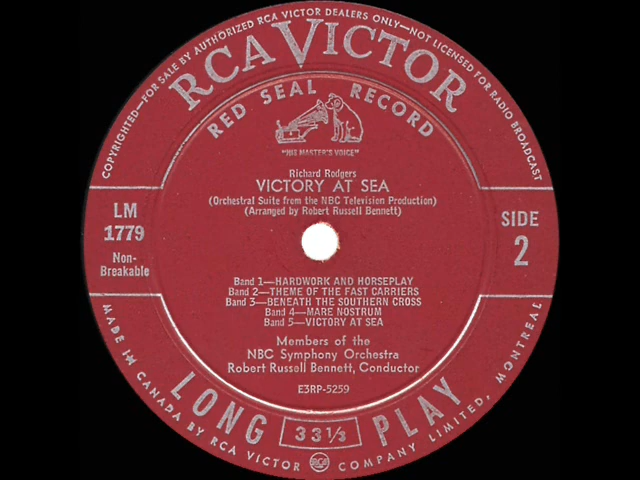 COPYRIGHTED—FOR SALE BY AUTHORIZED RCA VICTOR DEALERS ONLY—NOT LICENSED FOR RADIO BROADCAST
RCA VICTOR
RED SEAL RECORD
"HIS MASTER'S VOICE"
Richard Rodgers
VICTORY AT SEA
(Orchestral Suite from the NBC Television Production)
(Arranged by Robert Russell Bennett)
LM
1779
Non-
Breakable
SIDE
2
Band 1—HARDWORK AND HORSEPLAY
Band 2—THEME OF THE FAST CARRIERS
Band 3—BENEATH THE SOUTHERN CROSS
Band 4—MARE NOSTRUM
Band 5—VICTORY AT SEA
Members of the
NBC Symphony Orchestra
Robert Russell Bennett, Conductor
E3RP-5259
LONG 33⅓ PLAY
MADE IN CANADA BY RCA VICTOR RCA COMPANY LIMITED, MONTREAL